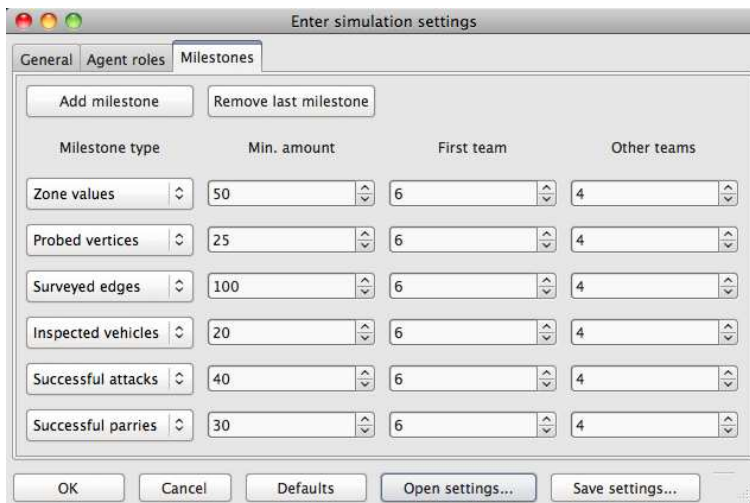 Enter simulation settings
General Agent roles Milestones
Add milestone Remove last milestone
Milestone type Min. amount First team Other teams
Zone values 50 6 4
Probed vertices 25 6 4
Surveyed edges 100 6 4
Inspected vehicles 20 6 4
Successful attacks 40 6 4
Successful parries 30 6 4
OK Cancel Defaults Open settings... Save settings...